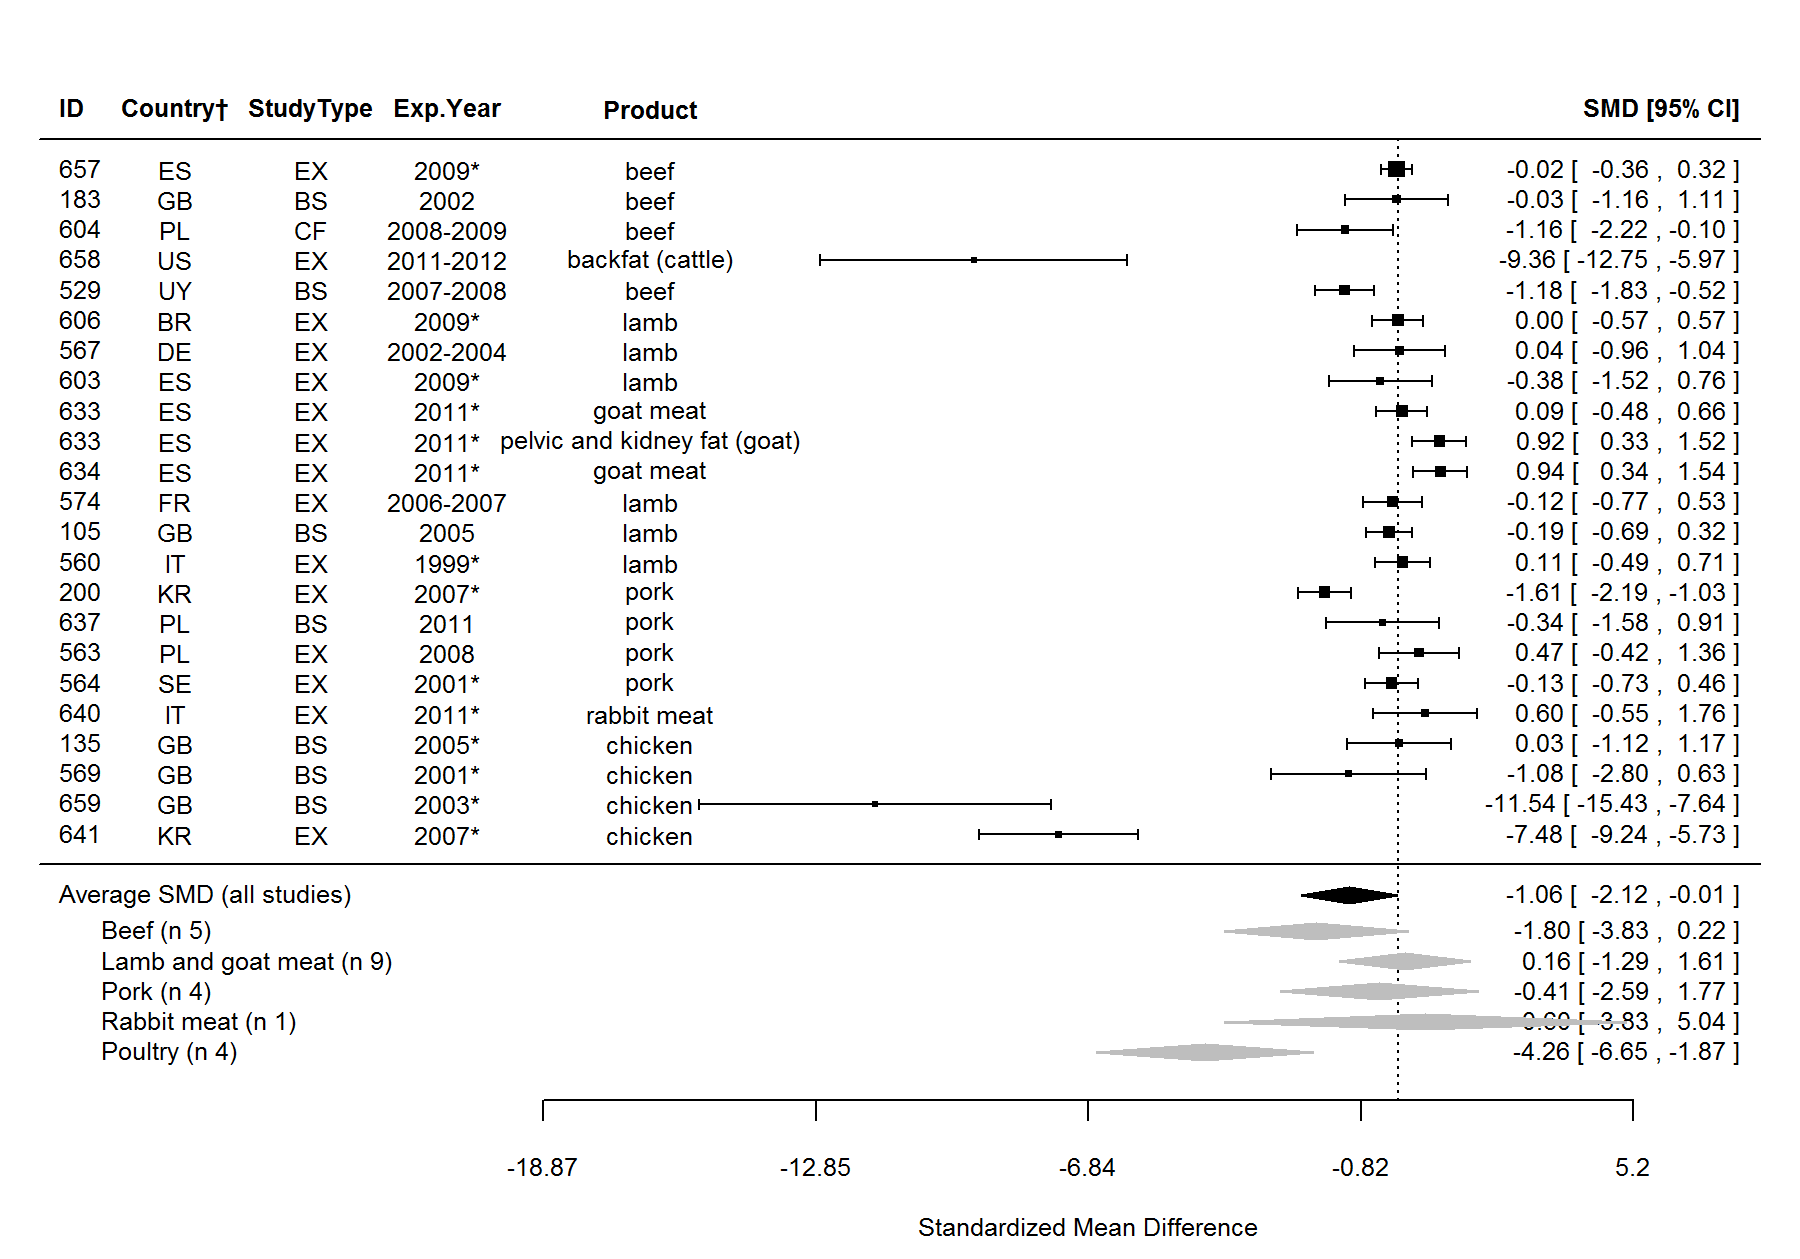 ID Country† StudyType Exp.Year Product SMD [95% CI]
657 ES EX 2009* beef -0.02 [ -0.36 , 0.32 ]
183 GB BS 2002 beef -0.03 [ -1.16 , 1.11 ]
604 PL CF 2008-2009 beef -1.16 [ -2.22 , -0.10 ]
658 US EX 2011-2012 backfat (cattle) -9.36 [ -12.75 , -5.97 ]
529 UY BS 2007-2008 beef -1.18 [ -1.83 , -0.52 ]
606 BR EX 2009* lamb 0.00 [ -0.57 , 0.57 ]
567 DE EX 2002-2004 lamb 0.04 [ -0.96 , 1.04 ]
603 ES EX 2009* lamb -0.38 [ -1.52 , 0.76 ]
633 ES EX 2011* goat meat 0.09 [ -0.48 , 0.66 ]
633 ES EX 2011* pelvic and kidney fat (goat) 0.92 [ 0.33 , 1.52 ]
634 ES EX 2011* goat meat 0.94 [ 0.34 , 1.54 ]
574 FR EX 2006-2007 lamb -0.12 [ -0.77 , 0.53 ]
105 GB BS 2005 lamb -0.19 [ -0.69 , 0.32 ]
560 IT EX 1999* lamb 0.11 [ -0.49 , 0.71 ]
200 KR EX 2007* pork -1.61 [ -2.19 , -1.03 ]
637 PL BS 2011 pork -0.34 [ -1.58 , 0.91 ]
563 PL EX 2008 pork 0.47 [ -0.42 , 1.36 ]
564 SE EX 2001* pork -0.13 [ -0.73 , 0.46 ]
640 IT EX 2011* rabbit meat 0.60 [ -0.55 , 1.76 ]
135 GB BS 2005* chicken 0.03 [ -1.12 , 1.17 ]
569 GB BS 2001* chicken -1.08 [ -2.80 , 0.63 ]
659 GB BS 2003* chicken -11.54 [ -15.43 , -7.64 ]
641 KR EX 2007* chicken -7.48 [ -9.24 , -5.73 ]
Average SMD (all studies) -1.06 [ -2.12 , -0.01 ]
Beef (n 5) -1.80 [ -3.83 , 0.22 ]
Lamb and goat meat (n 9) 0.16 [ -1.29 , 1.61 ]
Pork (n 4) -0.41 [ -2.59 , 1.77 ]
Rabbit meat (n 1) 0.60 [ -3.83 , 5.04 ]
Poultry (n 4) -4.26 [ -6.65 , -1.87 ]
-18.87 -12.85 -6.84 -0.82 5.2
Standardized Mean Difference